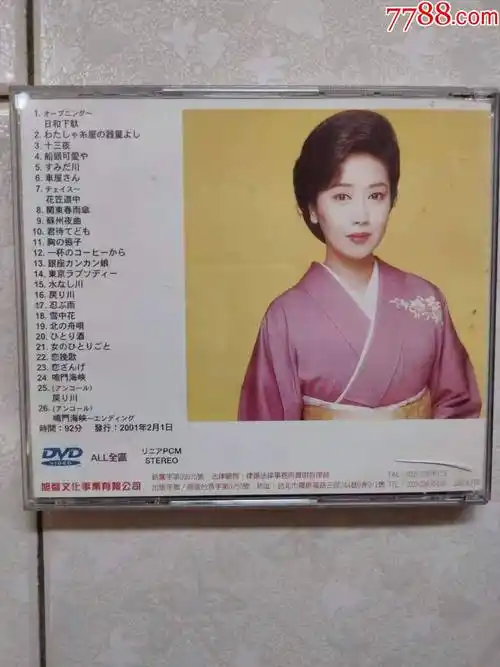 7788.com
1. オープニング～
日和下駄
2. わたしゃ糸屋の器量よし
3. 十三夜
4. 船頭可愛や
5. すみだ川
6. 車屋さん
7. チェイス～
花笠道中
8. 関東春雨傘
9. 蘇州夜曲
10. 君待てども
11. 胸の振子
12. 一杯のコーヒーから
13. 銀座カンカン娘
14. 東京ラプソディー
15. 水なし川
16. 戻り川
17. 忍ぶ雨
18. 雪中花
19. 北の舟唄
20. ひとり酒
21. 女のひとりごと
22. 恋挽歌
23. 恋ざんげ
24. 鳴門海峡
25. (アンコール)
戻り川
26. (アンコール)
鳴門海峡～エンディング
時間：92分 發行：2001年2月1日
DVD VIDEO ALL全區 リニアPCM STEREO
旭聲文化事業有限公司